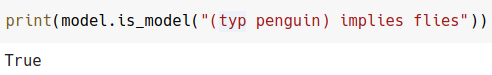 print(model.is_model("(typ penguin) implies flies"))
True